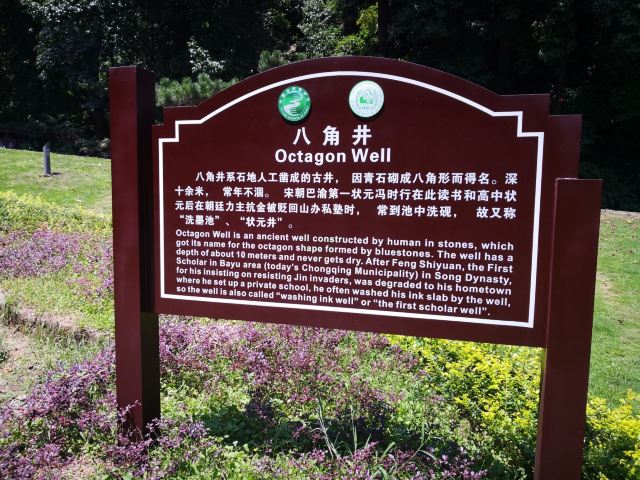 八角井
Octagon Well
八角井系石地人工凿成的古井，因青石砌成八角形而得名。深
十余米，常年不涸。宋朝巴渝第一状元冯时行在此读书和高中状
元后在朝廷力主抗金被贬回山办私塾时，常到池中洗砚，故又称
“洗墨池”、“状元井”。
Octagon Well is an ancient well constructed by human in stones, which
got its name for the octagon shape formed by bluestones. The well has a
depth of about 10 meters and never gets dry. After Feng Shiyuan, the First
Scholar in Bayu area (today's Chongqing Municipality) in Song Dynasty,
for his insisting on resisting Jin invaders, was degraded to his hometown
where he set up a private school, he often washed his ink slab by the well,
so the well is also called “washing ink well” or “the first scholar well”.